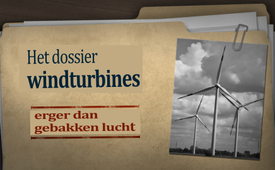 Het dossier
windturbines
erger dan
gebakken lucht